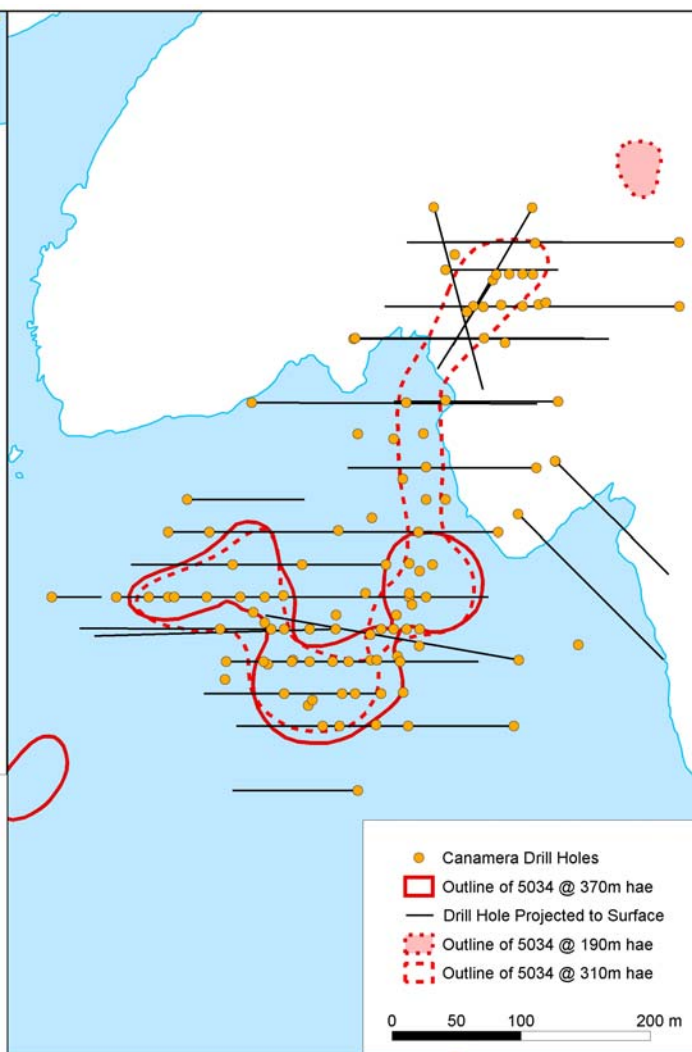 Canamera Drill Holes
Outline of 5034 @ 370m hae
Drill Hole Projected to Surface
Outline of 5034 @ 190m hae
Outline of 5034 @ 310m hae
0 50 100 200 m